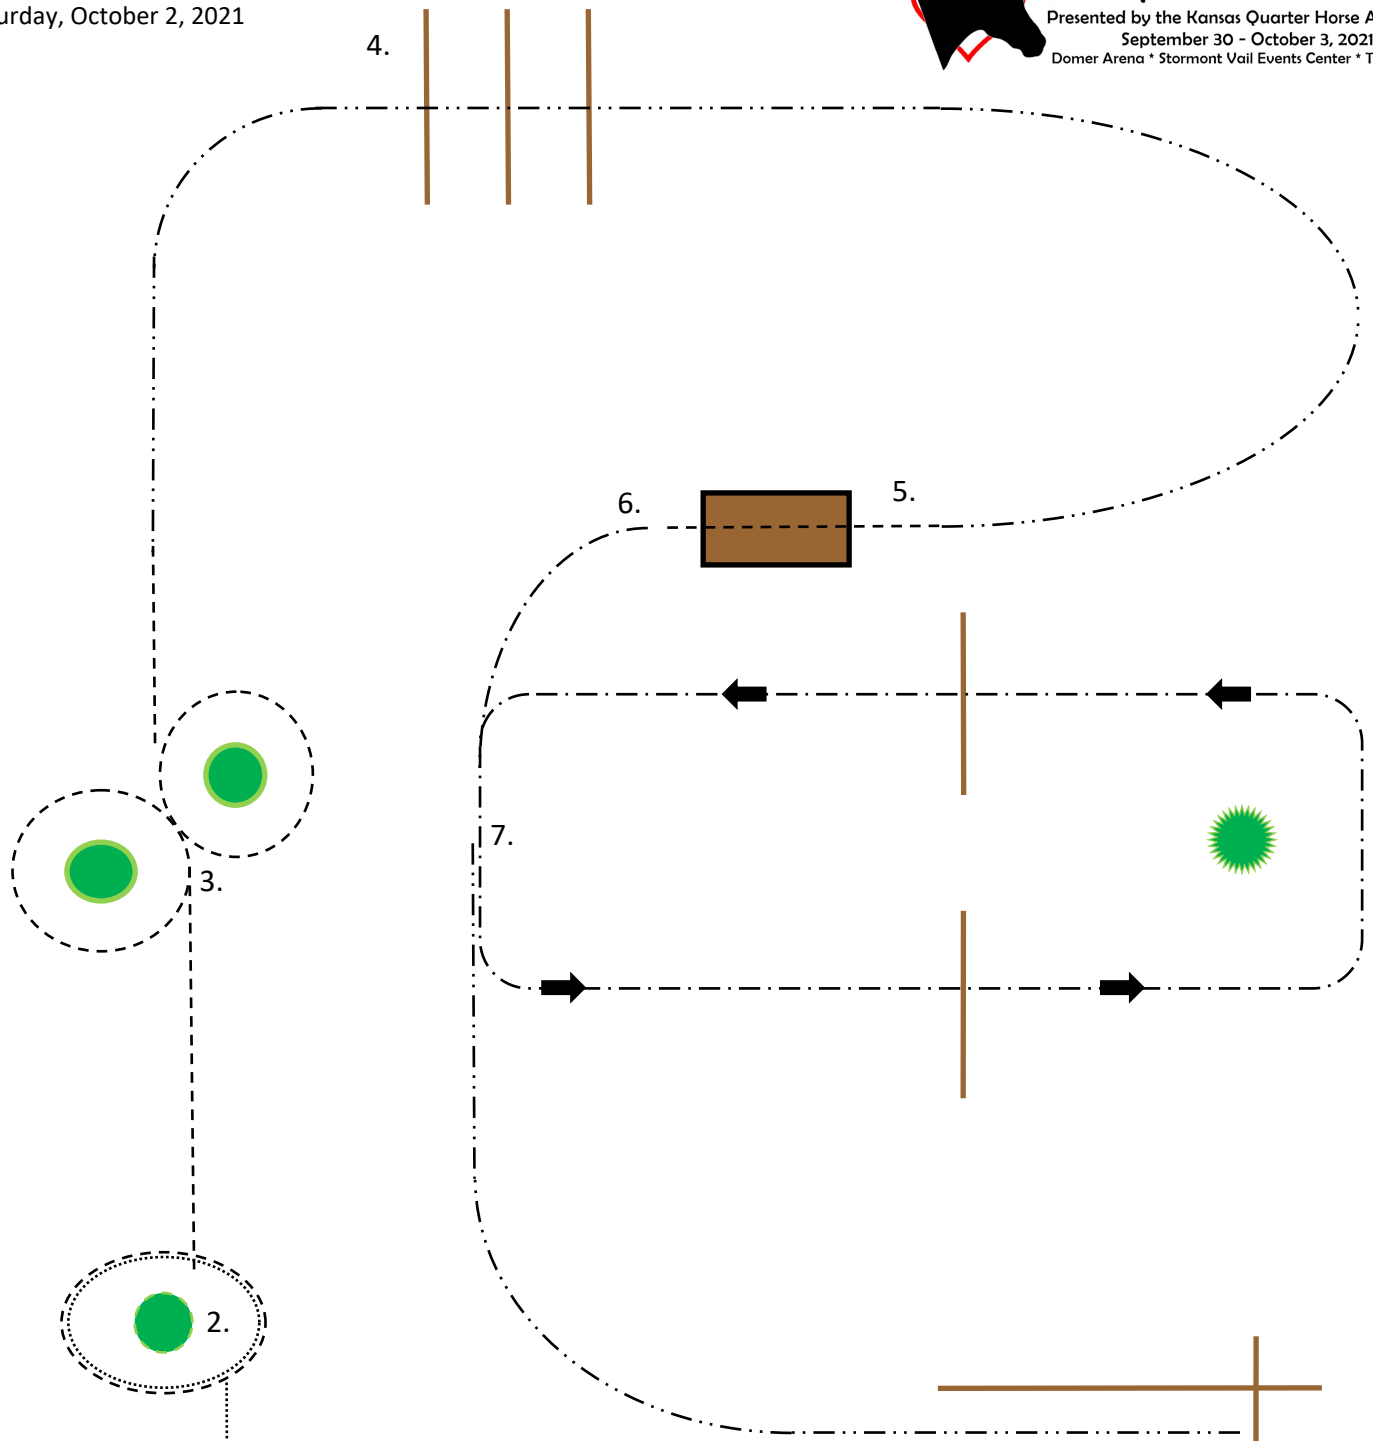 October 2, 2021
Presented by the Kansas Quarter Horse
September 30 - October 3, 2021
Domer Arena * Stormont Vail Events Center *
4.
5.
6.
7.
3.
2.